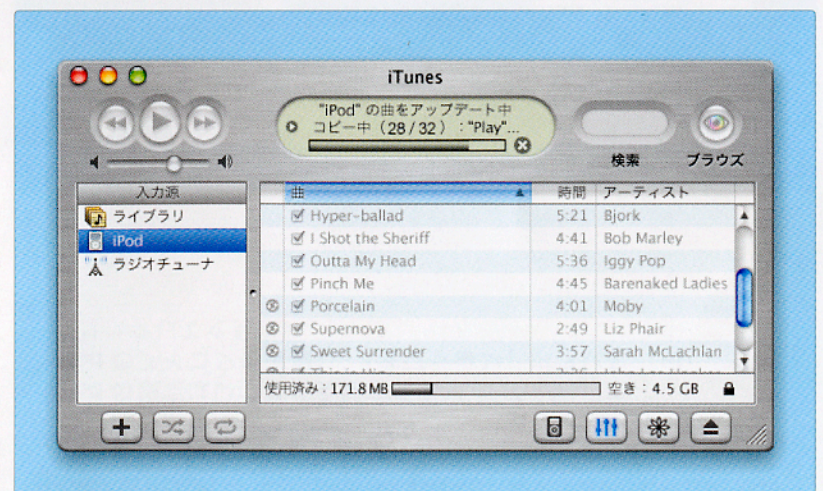 iTunes
"iPod" の曲をアップデート中
コピー中 (28/32) : "Play"...
検索
ブラウズ
入力源
ライブラリ
iPod
ラジオチューナ
曲 時間 アーティスト
Hyper-ballad 5:21 Bjork
I Shot the Sheriff 4:41 Bob Marley
Outta My Head 5:36 Iggy Pop
Pinch Me 4:45 Barenaked Ladies
Porcelain 4:01 Moby
Supernova 2:49 Liz Phair
Sweet Surrender 3:57 Sarah McLachlan
使用済み : 171.8 MB 空き : 4.5 GB